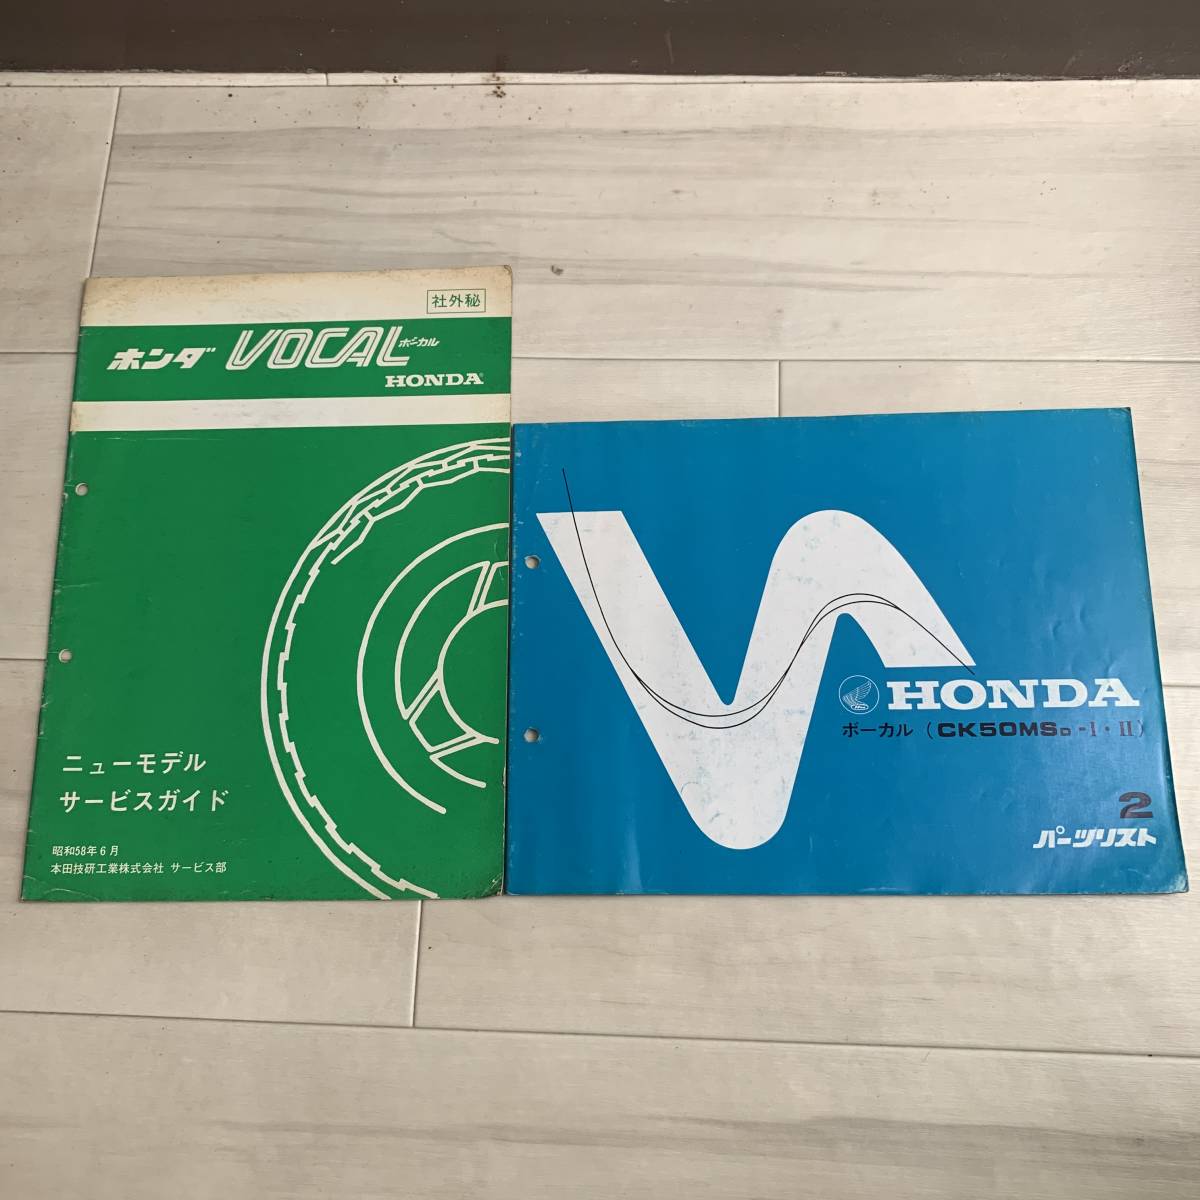 社外秘
ホンダ VOCAL ボーカル
HONDA
ニューモデル
サービスガイド
昭和58年6月
本田技研工業株式会社 サービス部
HONDA
ボーカル (CK50MSD-I・II)
2
パーツリスト